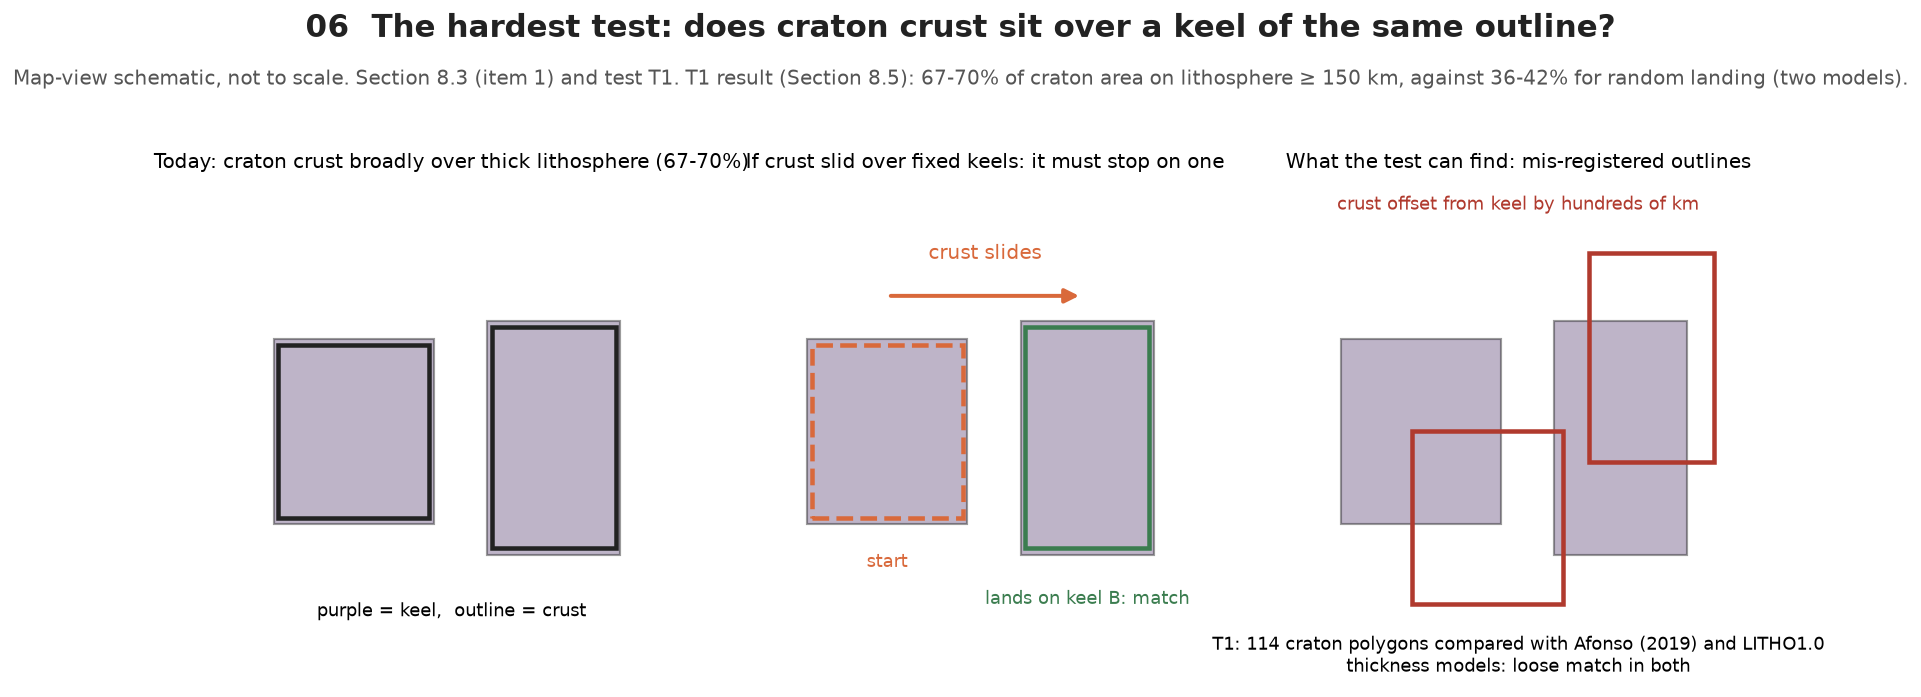 06 The hardest test: does craton crust sit over a keel of the same outline?
Map-view schematic, not to scale. Section 8.3 (item 1) and test T1. T1 result (Section 8.5): 67-70% of craton area on lithosphere ≥ 150 km, against 36-42% for random landing (two models).
Today: craton crust broadly over thick lithosphere (67-70%)
If crust slid over fixed keels: it must stop on one
What the test can find: mis-registered outlines
crust offset from keel by hundreds of km
crust slides
start
lands on keel B: match
purple = keel, outline = crust
T1: 114 craton polygons compared with Afonso (2019) and LITHO1.0
thickness models: loose match in both